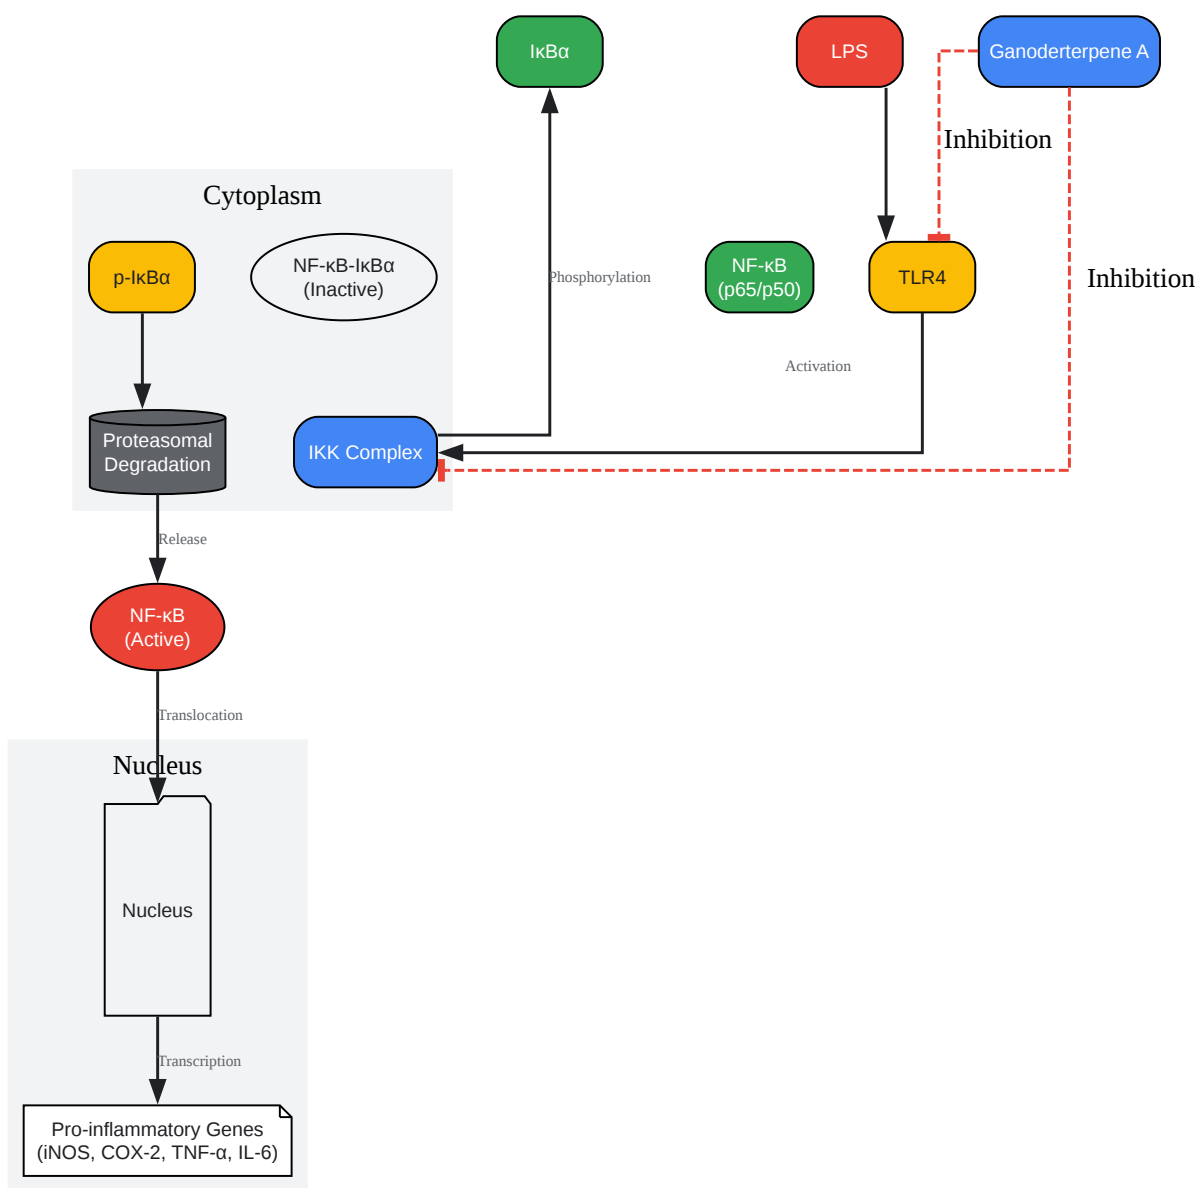 IκBα
LPS
Ganoderterpene A
Inhibition
Cytoplasm
p-IκBα
NF-κB-IκBα
(Inactive)
Phosphorylation
NF-κB
(p65/p50)
TLR4
Inhibition
Activation
Proteasomal
Degradation
IKK Complex
Release
NF-κB
(Active)
Translocation
Nucleus
Nucleus
Transcription
Pro-inflammatory Genes
(iNOS, COX-2, TNF-α, IL-6)